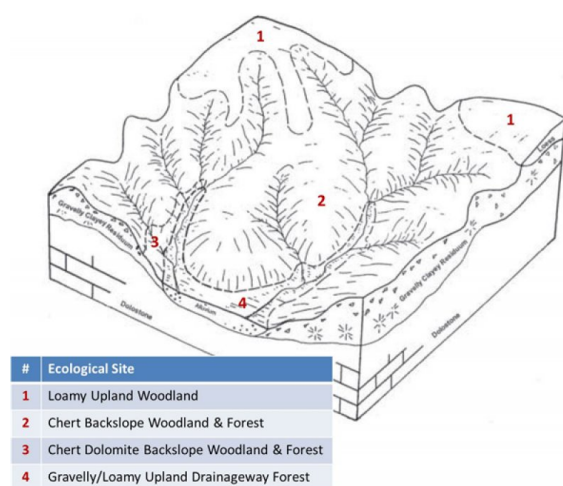 1
1
Loess
2
Gravelly Clayey Residuum
3
Gravelly Clayey Residuum
4
Alluvium
Dolostone
Dolostone
# Ecological Site
1 Loamy Upland Woodland
2 Chert Backslope Woodland & Forest
3 Chert Dolomite Backslope Woodland & Forest
4 Gravelly/Loamy Upland Drainageway Forest